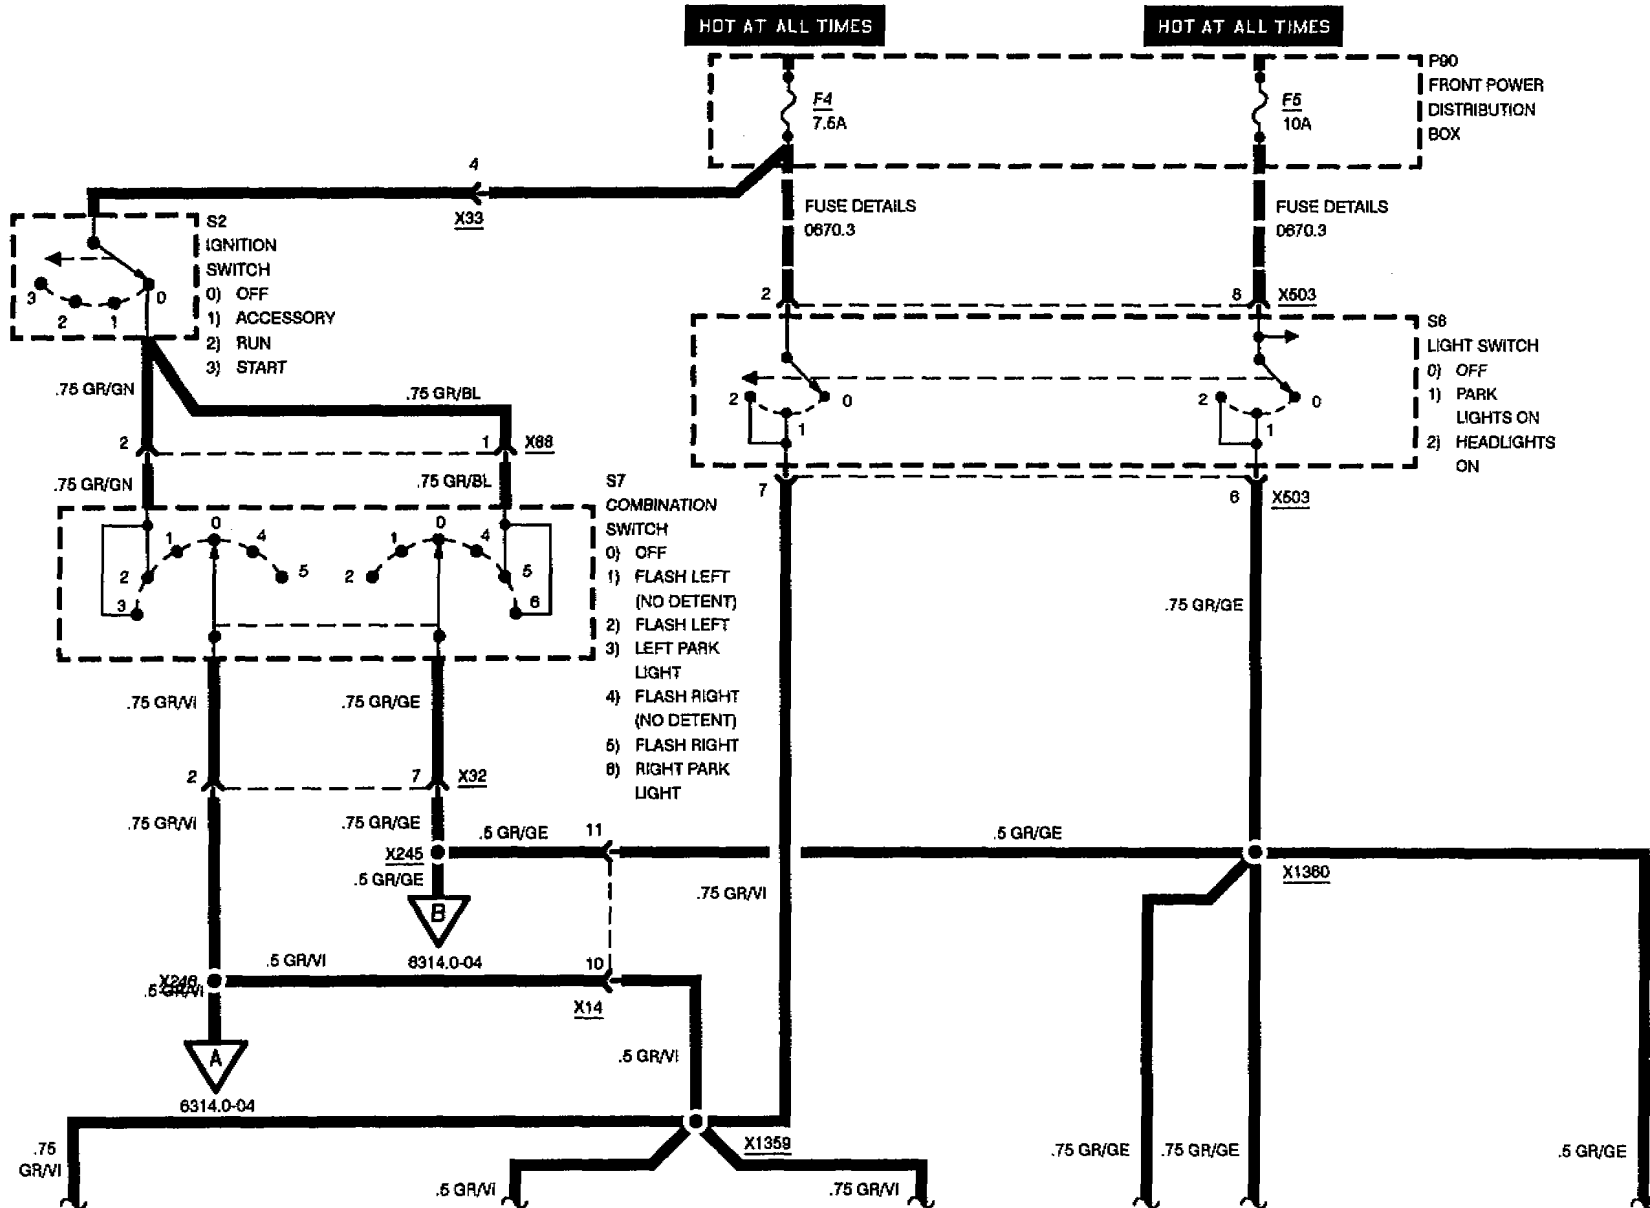 HOT AT ALL TIMES
HOT AT ALL TIMES
P90
FRONT POWER
DISTRIBUTION
BOX
F4
7.5A
F5
10A
4
X33
FUSE DETAILS
0670.3
FUSE DETAILS
0670.3
S2
IGNITION
SWITCH
0) OFF
1) ACCESSORY
2) RUN
3) START
3
2
1
0
2
8
X503
S6
LIGHT SWITCH
0) OFF
1) PARK
LIGHTS ON
2) HEADLIGHTS
ON
2
0
1
2
0
1
.75 GR/GN
.75 GR/BL
2
1
X68
.75 GR/GN
.75 GR/BL
7
6
X503
S7
COMBINATION
SWITCH
0) OFF
1) FLASH LEFT
(NO DETENT)
2) FLASH LEFT
3) LEFT PARK
LIGHT
4) FLASH RIGHT
(NO DETENT)
5) FLASH RIGHT
6) RIGHT PARK
LIGHT
0
1
4
2
5
3
0
1
4
2
5
6
.75 GR/GE
.75 GR/VI
.75 GR/GE
2
7
X32
.75 GR/VI
.75 GR/GE
.5 GR/GE
11
.5 GR/GE
X245
.5 GR/GE
.75 GR/VI
X1360
B
6314.0-04
.5 GR/VI
10
X246
.5 GR/VI
X14
A
6314.0-04
.5 GR/VI
X1359
.75
GR/VI
.5 GR/VI
.75 GR/VI
.75 GR/GE
.75 GR/GE
.5 GR/GE